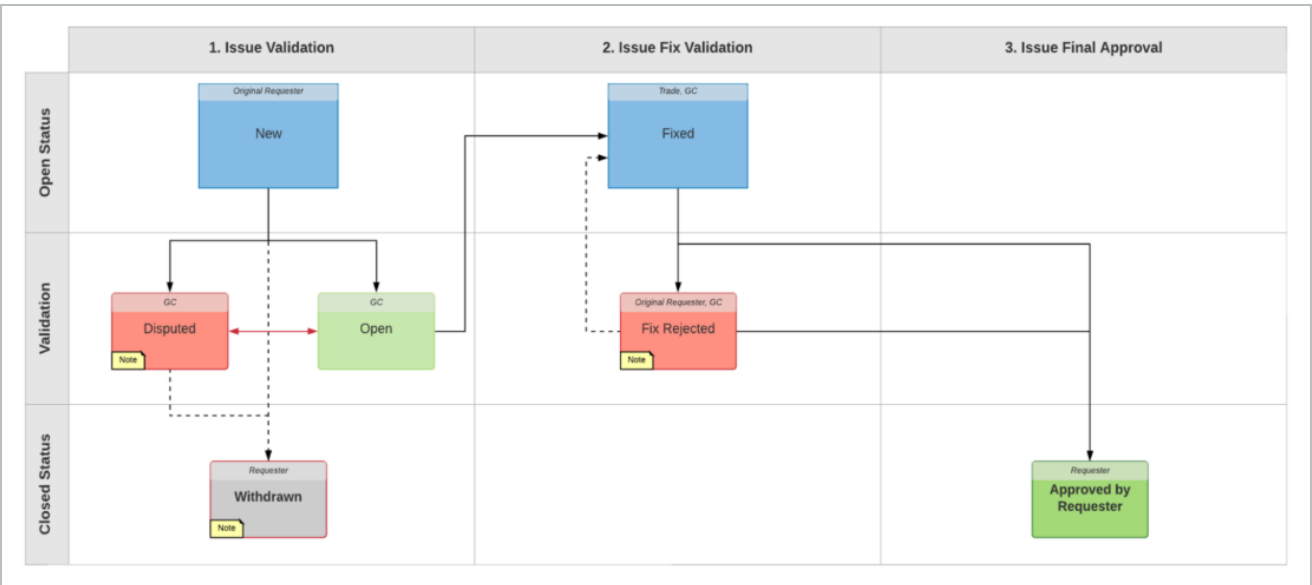 1. Issue Validation
2. Issue Fix Validation
3. Issue Final Approval
Open Status
Original Requester
New
Trade, GC
Fixed
Validation
GC
Disputed
Note
GC
Open
Original Requester, GC
Fix Rejected
Note
Closed Status
Requester
Withdrawn
Note
Requester
Approved by
Requester